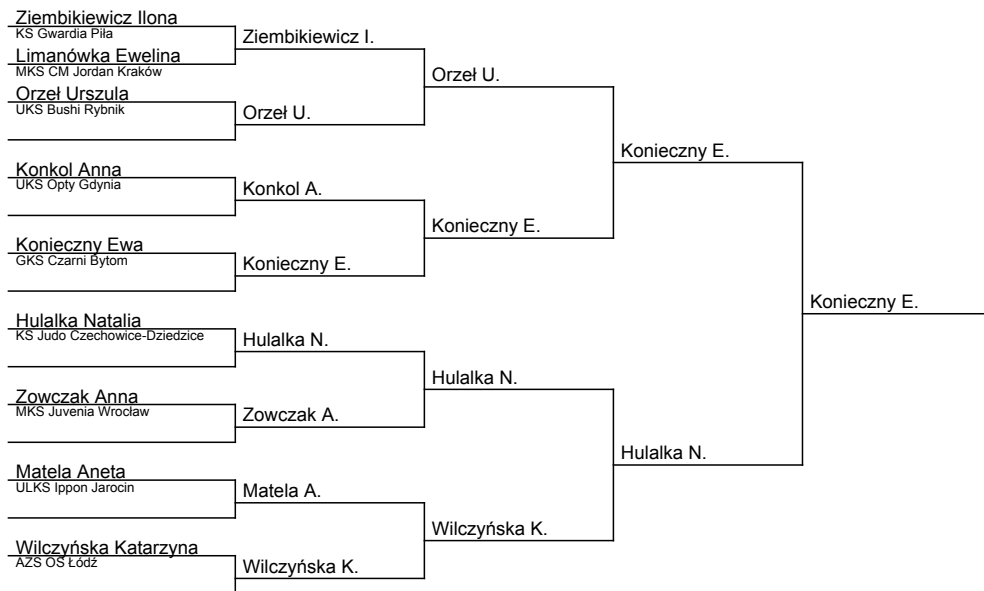 Ziembikiewicz Ilona
KS Gwardia Piła
Ziembikiewicz I.
Limanówka Ewelina
MKS CM Jordan Kraków
Orzeł U.
Orzeł Urszula
UKS Bushi Rybnik
Orzeł U.
Konieczny E.
Konkol Anna
UKS Opty Gdynia
Konkol A.
Konieczny E.
Konieczny Ewa
GKS Czarni Bytom
Konieczny E.
Konieczny E.
Hulalka Natalia
KS Judo Czechowice-Dziedzice
Hulalka N.
Hulalka N.
Zowczak Anna
MKS Juvenia Wrocław
Zowczak A.
Hulalka N.
Matela Aneta
ULKS Ippon Jarocin
Matela A.
Wilczyńska K.
Wilczyńska Katarzyna
AZS OŚ Łódź
Wilczyńska K.